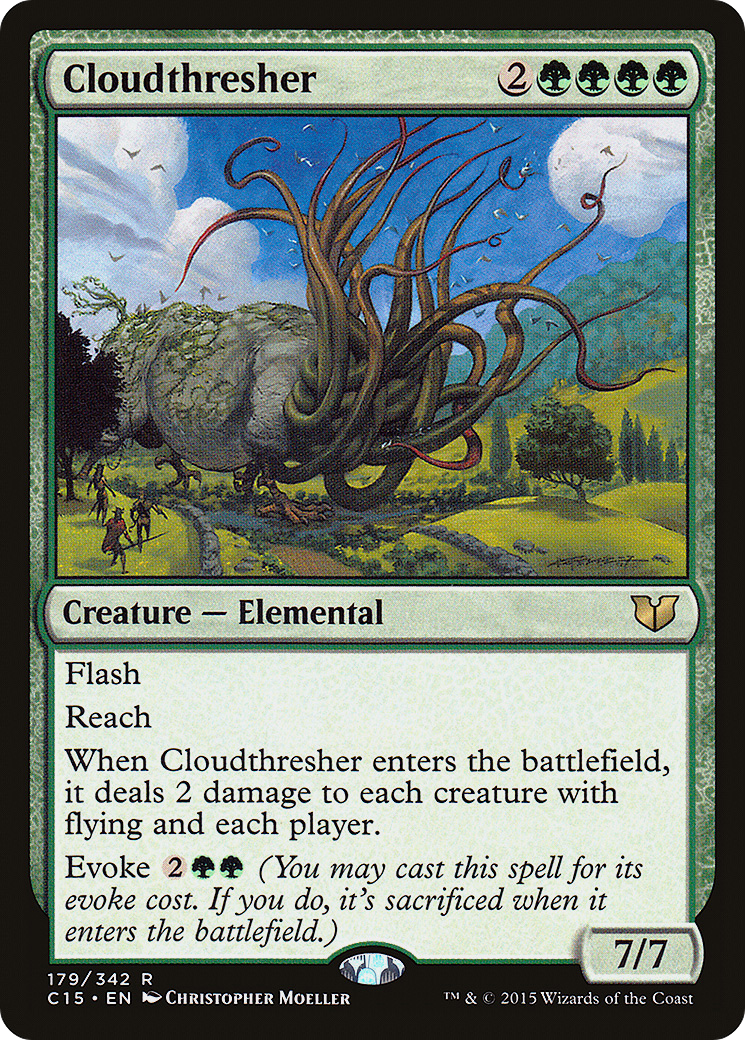 Cloudthresher 2
Creature — Elemental
Flash
Reach
When Cloudthresher enters the battlefield,
it deals 2 damage to each creature with
flying and each player.
Evoke 2 (You may cast this spell for its
evoke cost. If you do, it's sacrificed when it
enters the battlefield.)
7/7
179/342 R
C15 • EN Christopher Moeller
™ & © 2015 Wizards of the Coast